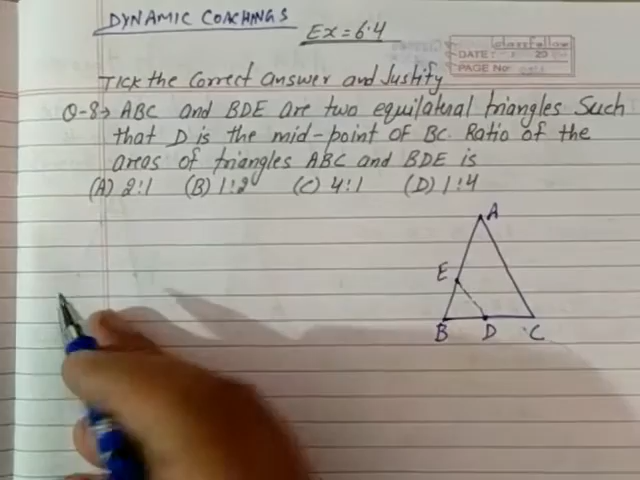 DYNAMIC COACHINGS
Ex = 6.4
classfellow
DATE: 20
PAGE No.
TICK the Correct answer and Justify
Q-8→ ABC and BDE are two equilateral triangles Such
that D is the mid-point OF BC. Ratio of the
areas of triangles ABC and BDE is
(A) 2:1 (B) 1:2 (C) 4:1 (D) 1:4
A
E
B D C